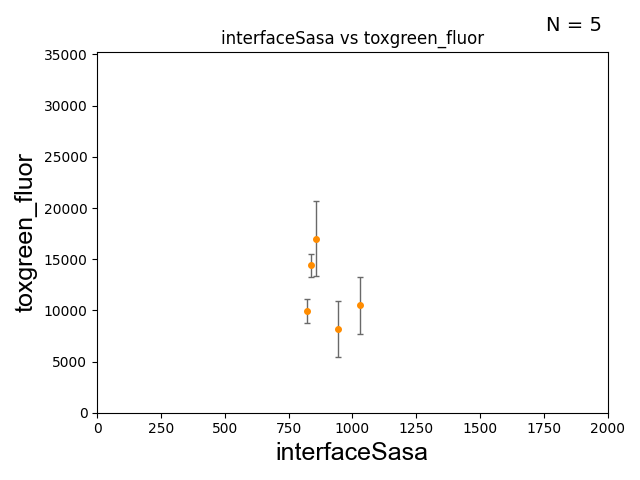 N = 5
interfaceSasa vs toxgreen_fluor
35000
30000
25000
20000
15000
10000
5000
0
toxgreen_fluor
0 250 500 750 1000 1250 1500 1750 2000
interfaceSasa